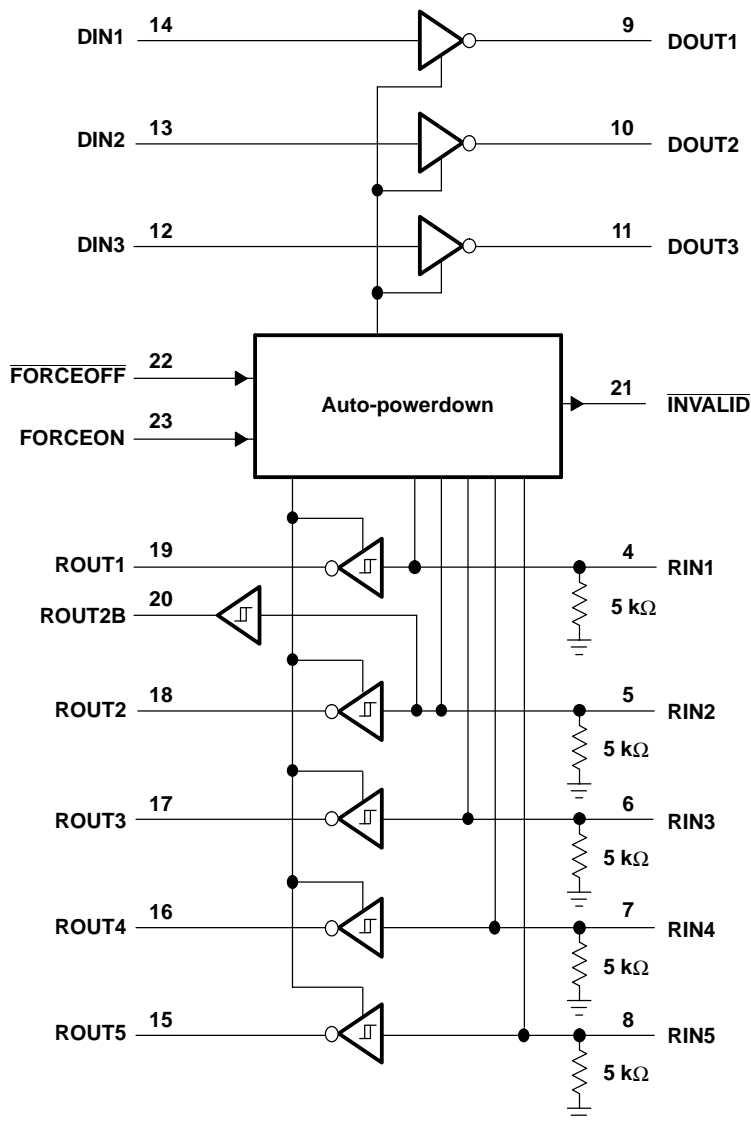 DIN1 14 9 DOUT1
DIN2 13 10 DOUT2
DIN3 12 11 DOUT3
FORCEOFF 22
Auto-powerdown
21 INVALID
FORCEON 23
ROUT1 19 4 RIN1
5 kΩ
ROUT2B 20
ROUT2 18 5 RIN2
5 kΩ
ROUT3 17 6 RIN3
5 kΩ
ROUT4 16 7 RIN4
5 kΩ
ROUT5 15 8 RIN5
5 kΩ